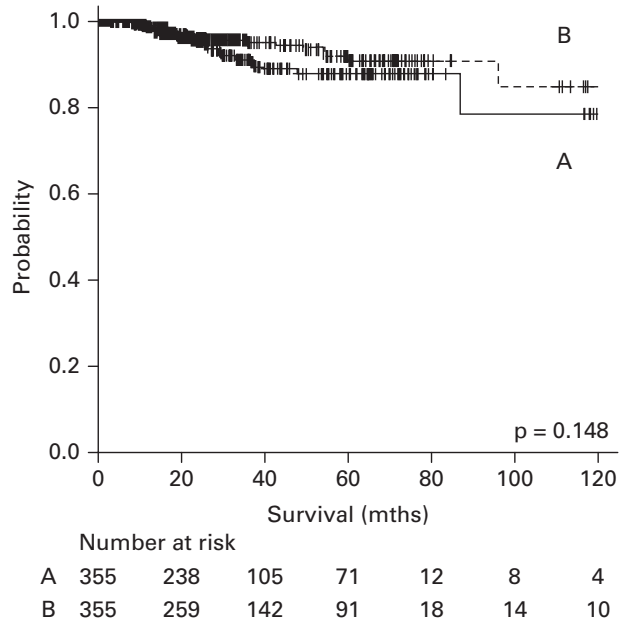 1.0
0.8
0.6
0.4
0.2
0.0
Probability
B
A
p = 0.148
0 20 40 60 80 100 120
Survival (mths)
Number at risk
A 355 238 105 71 12 8 4
B 355 259 142 91 18 14 10